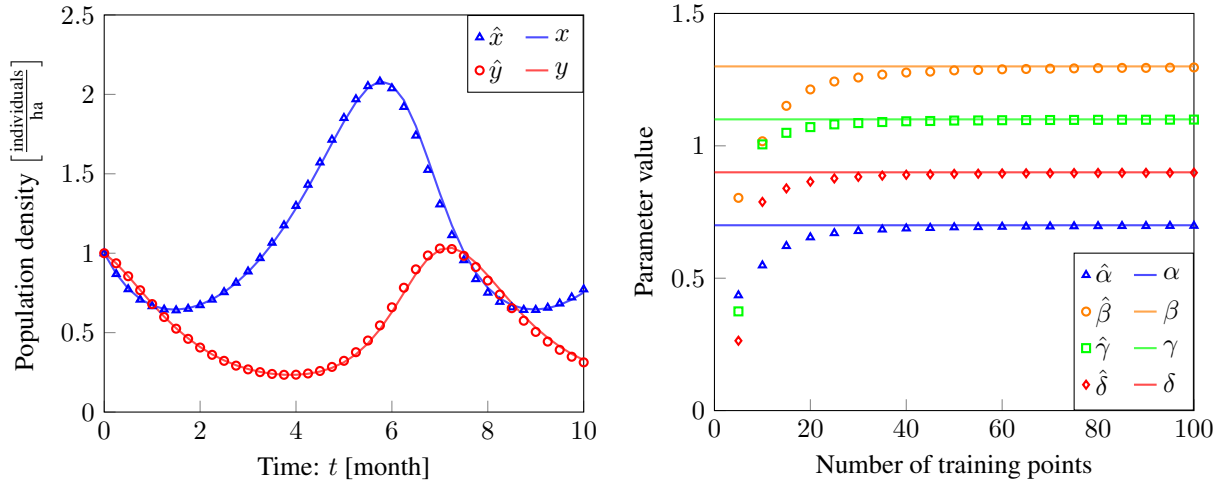 2.5
2
1.5
1
0.5
0
0 2 4 6 8 10
Population density [individuals/ha]
Time: t [month]
x̂ x
ŷ y
1.5
1
0.5
0
0 20 40 60 80 100
Parameter value
Number of training points
α̂ α
β̂ β
γ̂ γ
δ̂ δ